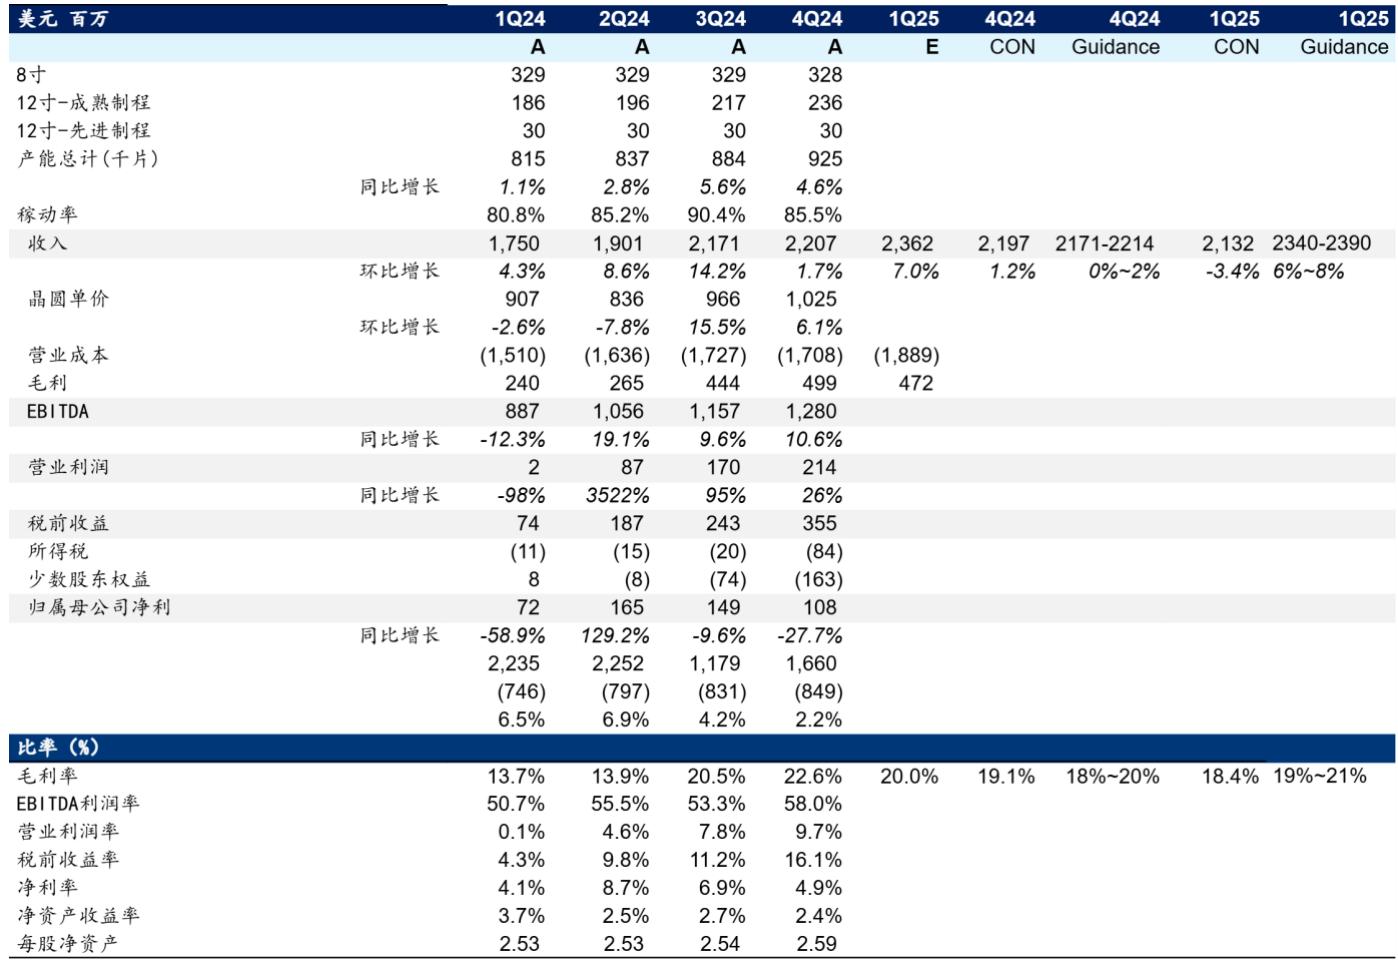 美元 百万 1Q24 2Q24 3Q24 4Q24 1Q25 4Q24 4Q24 1Q25 1Q25
A A A A E CON Guidance CON Guidance
8寸 329 329 329 328
12寸-成熟制程 186 196 217 236
12寸-先进制程 30 30 30 30
产能总计(千片) 815 837 884 925
同比增长 1.1% 2.8% 5.6% 4.6%
稼动率 80.8% 85.2% 90.4% 85.5%
收入 1,750 1,901 2,171 2,207 2,362 2,197 2171-2214 2,132 2340-2390
环比增长 4.3% 8.6% 14.2% 1.7% 7.0% 1.2% 0%~2% -3.4% 6%~8%
晶圆单价 907 836 966 1,025
环比增长 -2.6% -7.8% 15.5% 6.1%
营业成本 (1,510) (1,636) (1,727) (1,708) (1,889)
毛利 240 265 444 499 472
EBITDA 887 1,056 1,157 1,280
同比增长 -12.3% 19.1% 9.6% 10.6%
营业利润 2 87 170 214
同比增长 -98% 3522% 95% 26%
税前收益 74 187 243 355
所得税 (11) (15) (20) (84)
少数股东权益 8 (8) (74) (163)
归属母公司净利 72 165 149 108
同比增长 -58.9% 129.2% -9.6% -27.7%
2,235 2,252 1,179 1,660
(746) (797) (831) (849)
6.5% 6.9% 4.2% 2.2%
比率 (%)
毛利率 13.7% 13.9% 20.5% 22.6% 20.0% 19.1% 18%~20% 18.4% 19%~21%
EBITDA利润率 50.7% 55.5% 53.3% 58.0%
营业利润率 0.1% 4.6% 7.8% 9.7%
税前收益率 4.3% 9.8% 11.2% 16.1%
净利率 4.1% 8.7% 6.9% 4.9%
净资产收益率 3.7% 2.5% 2.7% 2.4%
每股净资产 2.53 2.53 2.54 2.59